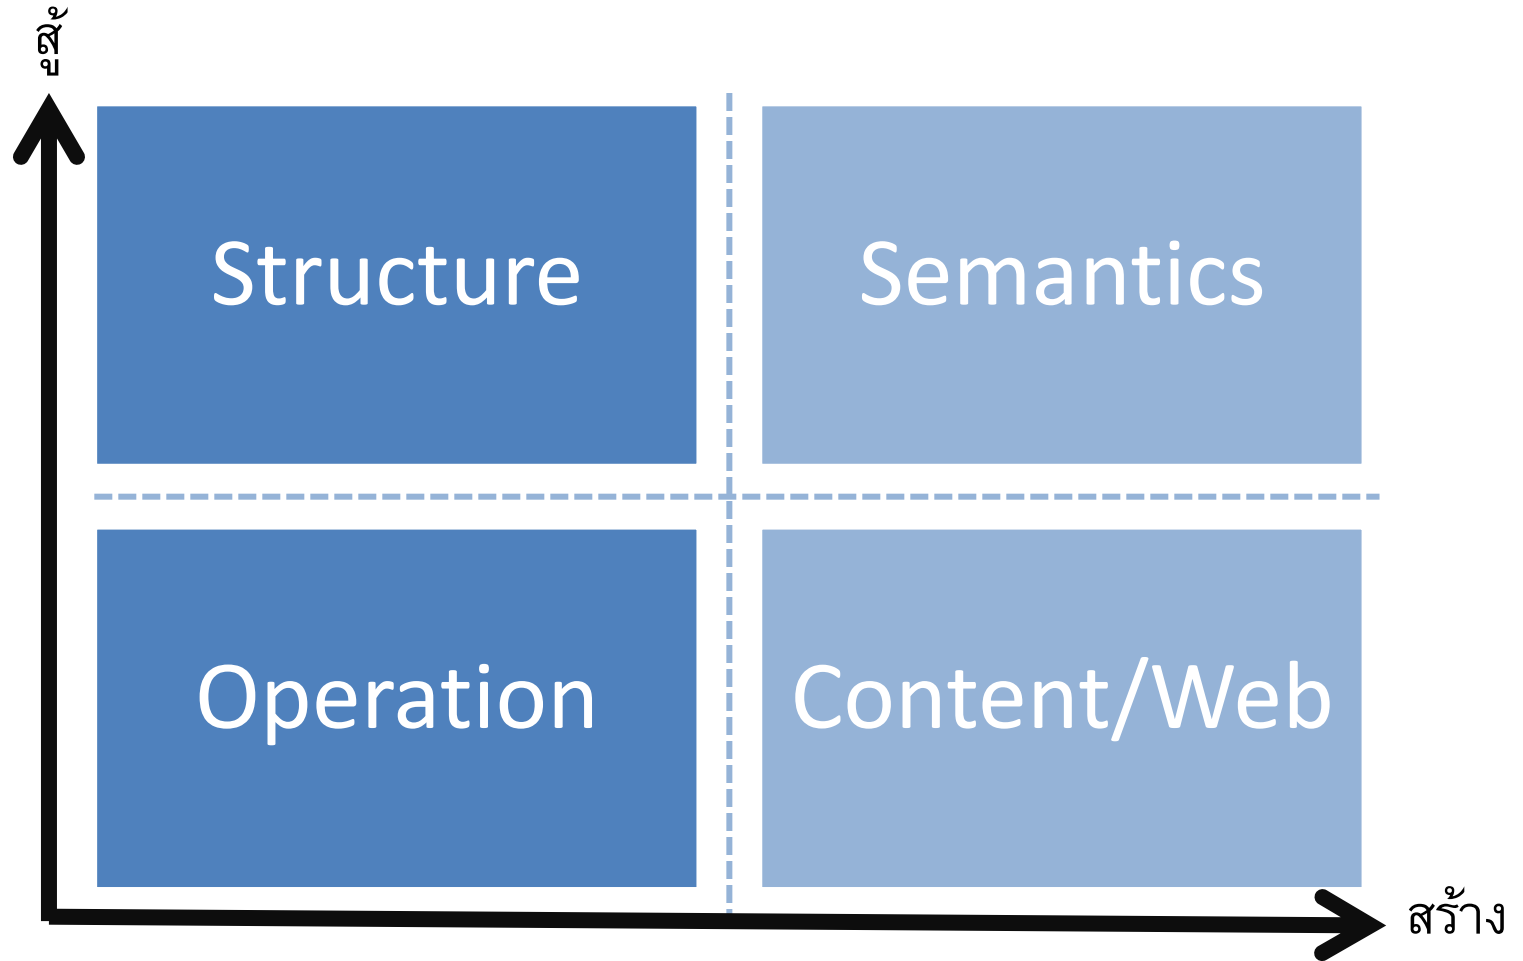 สู้
Structure
Semantics
Operation
Content/Web
สร้าง